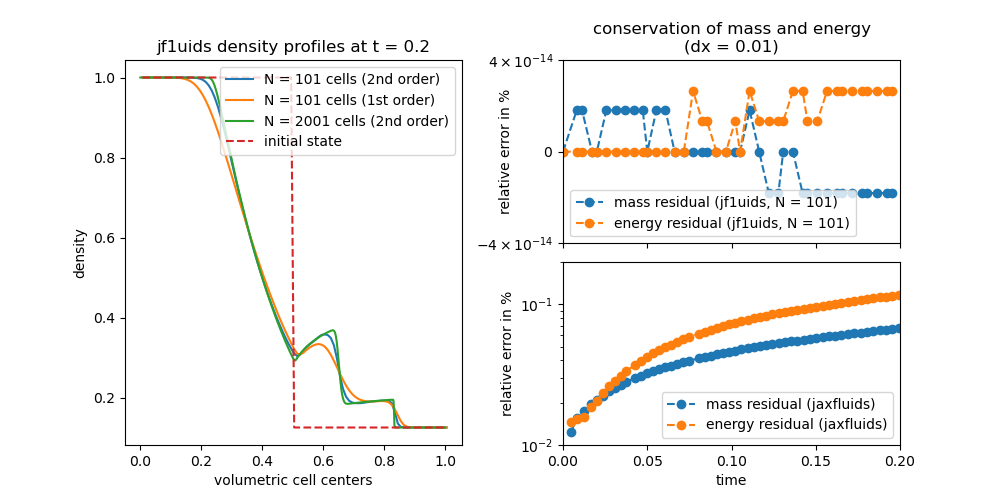 jf1uids density profiles at t = 0.2
N = 101 cells (2nd order)
N = 101 cells (1st order)
N = 2001 cells (2nd order)
initial state
density
1.0
0.8
0.6
0.4
0.2
0.0 0.2 0.4 0.6 0.8 1.0
volumetric cell centers
conservation of mass and energy
(dx = 0.01)
relative error in %
4 × 10⁻¹⁴
0
−4 × 10⁻¹⁴
mass residual (jf1uids, N = 101)
energy residual (jf1uids, N = 101)
relative error in %
10⁻¹
10⁻²
mass residual (jaxfluids)
energy residual (jaxfluids)
0.00 0.05 0.10 0.15 0.20
time